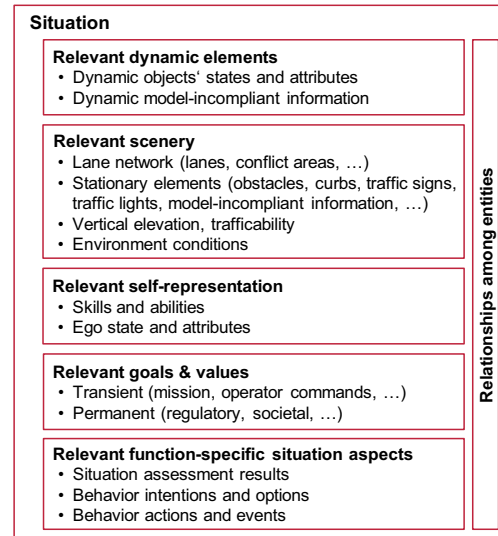 Situation
Relevant dynamic elements
• Dynamic objects‘ states and attributes
• Dynamic model-incompliant information
Relevant scenery
• Lane network (lanes, conflict areas, …)
• Stationary elements (obstacles, curbs, traffic signs,
traffic lights, model-incompliant information, …)
• Vertical elevation, trafficability
• Environment conditions
Relevant self-representation
• Skills and abilities
• Ego state and attributes
Relevant goals & values
• Transient (mission, operator commands, …)
• Permanent (regulatory, societal, …)
Relevant function-specific situation aspects
• Situation assessment results
• Behavior intentions and options
• Behavior actions and events
Relationships among entities